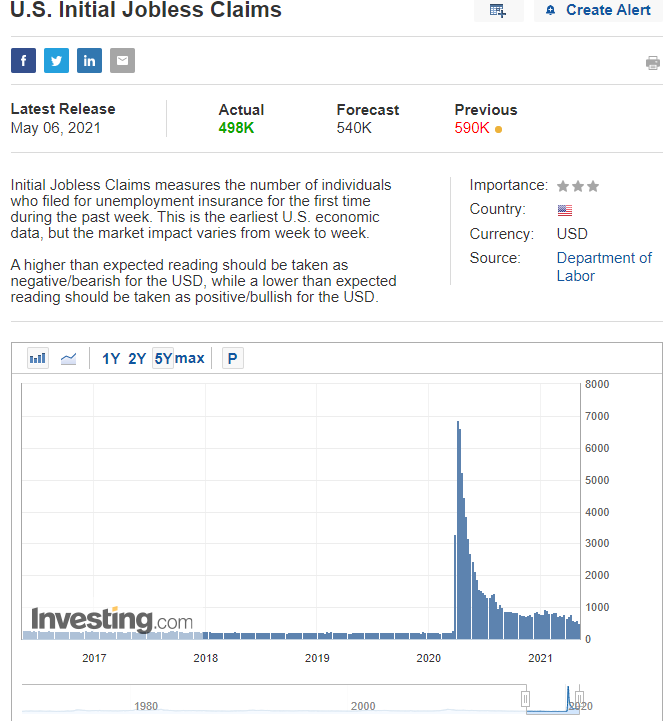 U.S. Initial Jobless Claims
Create Alert
Latest Release
Actual
Forecast
Previous
May 06, 2021
498K
540K
590K
Initial Jobless Claims measures the number of individuals
who filed for unemployment insurance for the first time
during the past week. This is the earliest U.S. economic
data, but the market impact varies from week to week.
A higher than expected reading should be taken as
negative/bearish for the USD, while a lower than expected
reading should be taken as positive/bullish for the USD.
Importance:
Country:
Currency: USD
Source: Department of
Labor
1Y 2Y 5Y max P
8000
7000
6000
5000
4000
3000
2000
1000
0
Investing.com
2017 2018 2019 2020 2021
1980 2000 2020